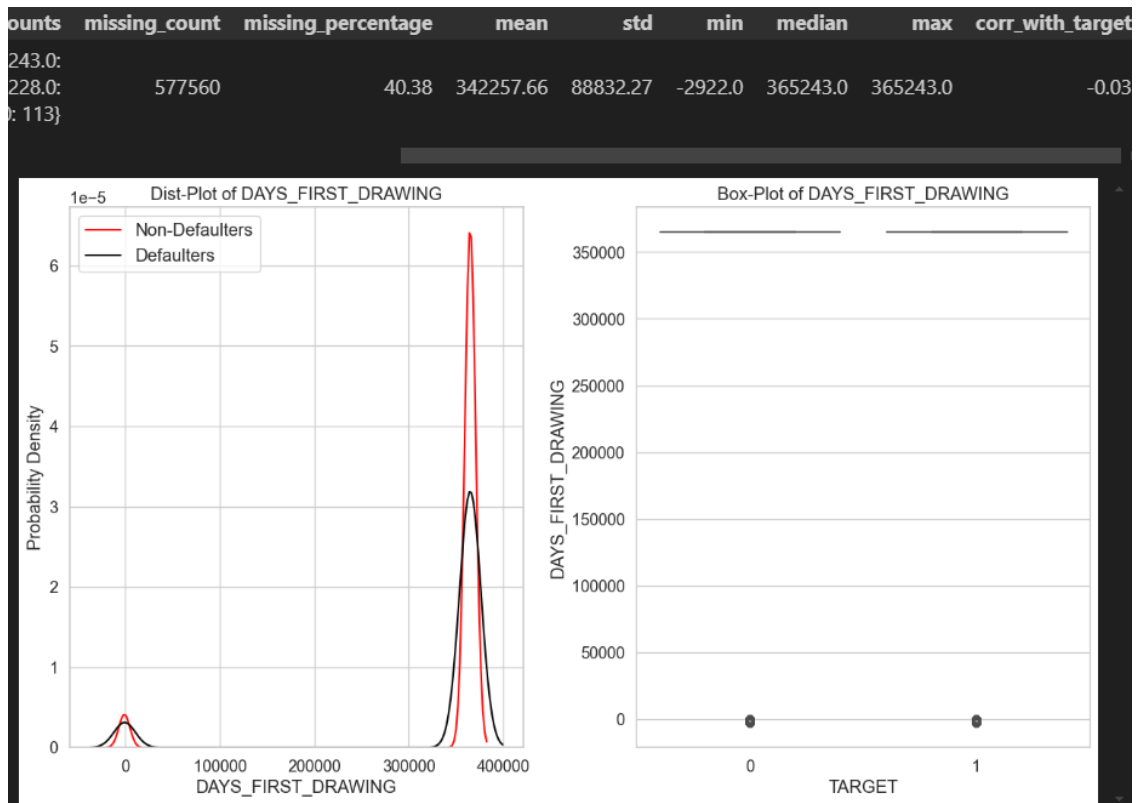 ounts missing_count missing_percentage mean std min median max corr_with_target
243.0:
228.0: 577560 40.38 342257.66 88832.27 -2922.0 365243.0 365243.0 -0.03
: 113}
Dist-Plot of DAYS_FIRST_DRAWING
1e−5
Non-Defaulters
Defaulters
6
5
4
3
2
1
0
Probability Density
0 100000 200000 300000 400000
DAYS_FIRST_DRAWING
Box-Plot of DAYS_FIRST_DRAWING
350000
300000
250000
200000
150000
100000
50000
0
DAYS_FIRST_DRAWING
0 1
TARGET